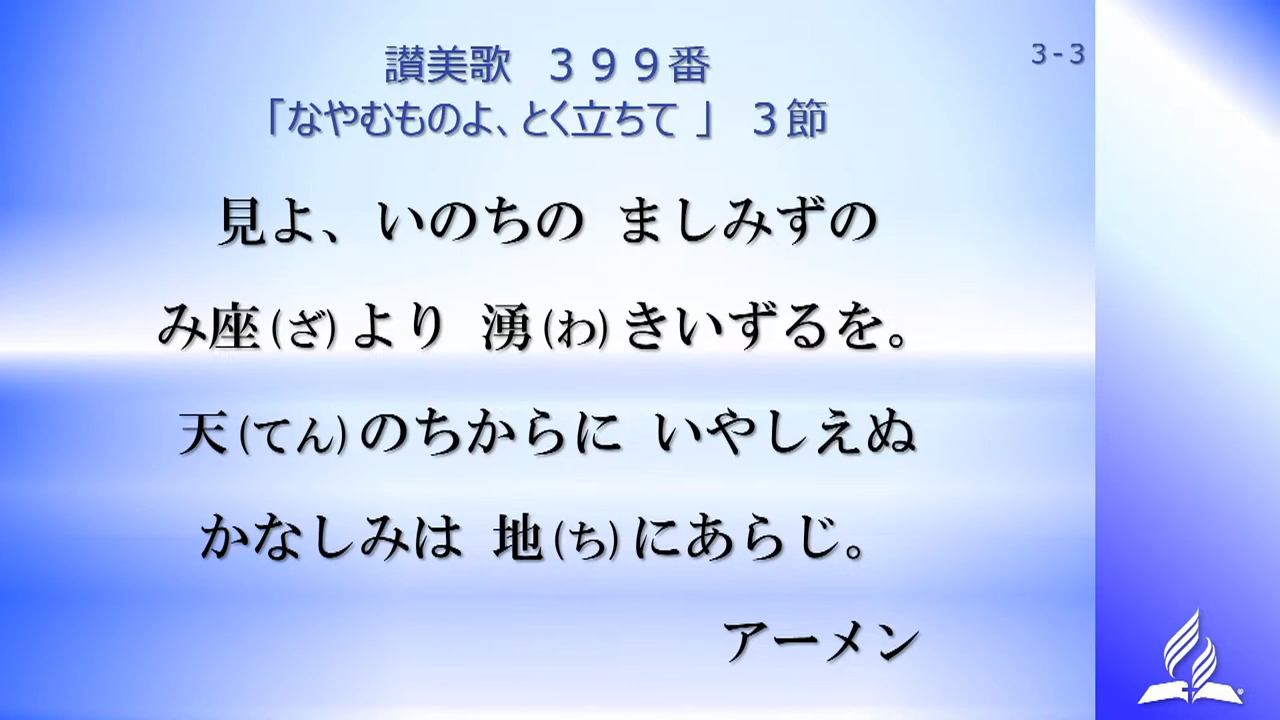 讃美歌　３９９番
3-3
「なやむものよ、とく立ちて 」　３節
見よ、いのちの ましみずの
み座(ざ)より 湧(わ)きいずるを。
天(てん)のちからに いやしえぬ
かなしみは 地(ち)にあらじ。
アーメン